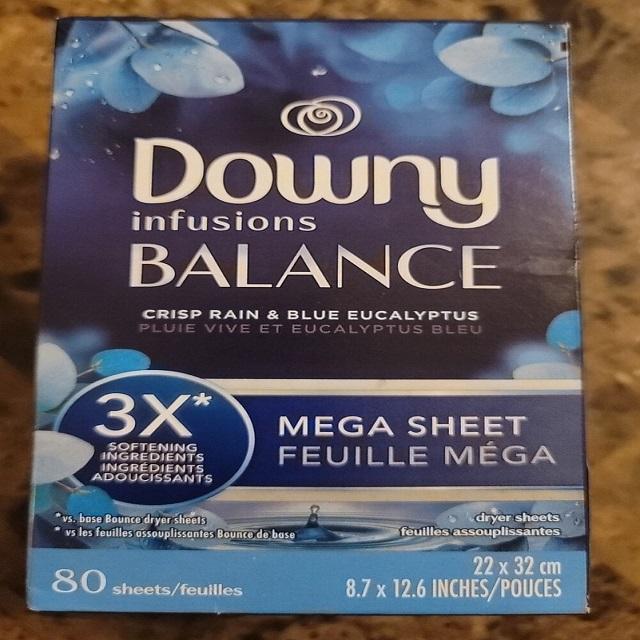 Downy
infusions
BALANCE
CRISP RAIN & BLUE EUCALYPTUS
PLUIE VIVE ET EUCALYPTUS BLEU
3X*
SOFTENING
INGREDIENTS
INGRÉDIENTS
ADOUCISSANTS
MEGA SHEET
FEUILLE MÉGA
*vs. base Bounce dryer sheets
* vs les feuilles assouplissantes Bounce de base
dryer sheets
feuilles assouplissantes
80 sheets/feuilles
22 x 32 cm
8.7 x 12.6 INCHES/POUCES